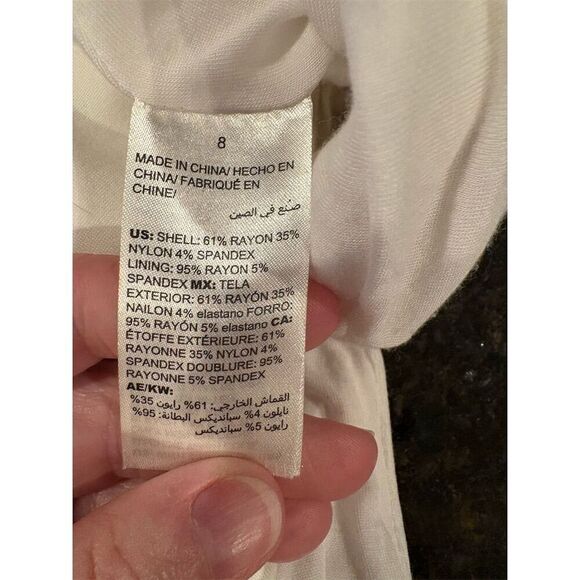 8
MADE IN CHINA/ HECHO EN
CHINA/ FABRIQUÉ EN
CHINE/
صنع في الصين
US: SHELL: 61% RAYON 35%
NYLON 4% SPANDEX
LINING: 95% RAYON 5%
SPANDEX MX: TELA
EXTERIOR: 61% RAYÓN 35%
NAILON 4% elastano FORRO:
95% RAYÓN 5% elastano CA:
ÉTOFFE EXTÉRIEURE: 61%
RAYONNE 35% NYLON 4%
SPANDEX DOUBLURE: 95%
RAYONNE 5% SPANDEX
AE/KW:
القماش الخارجي: 61% رايون 35%
نايلون 4% سبانديكس البطانة: 95%
رايون 5% سبانديكس